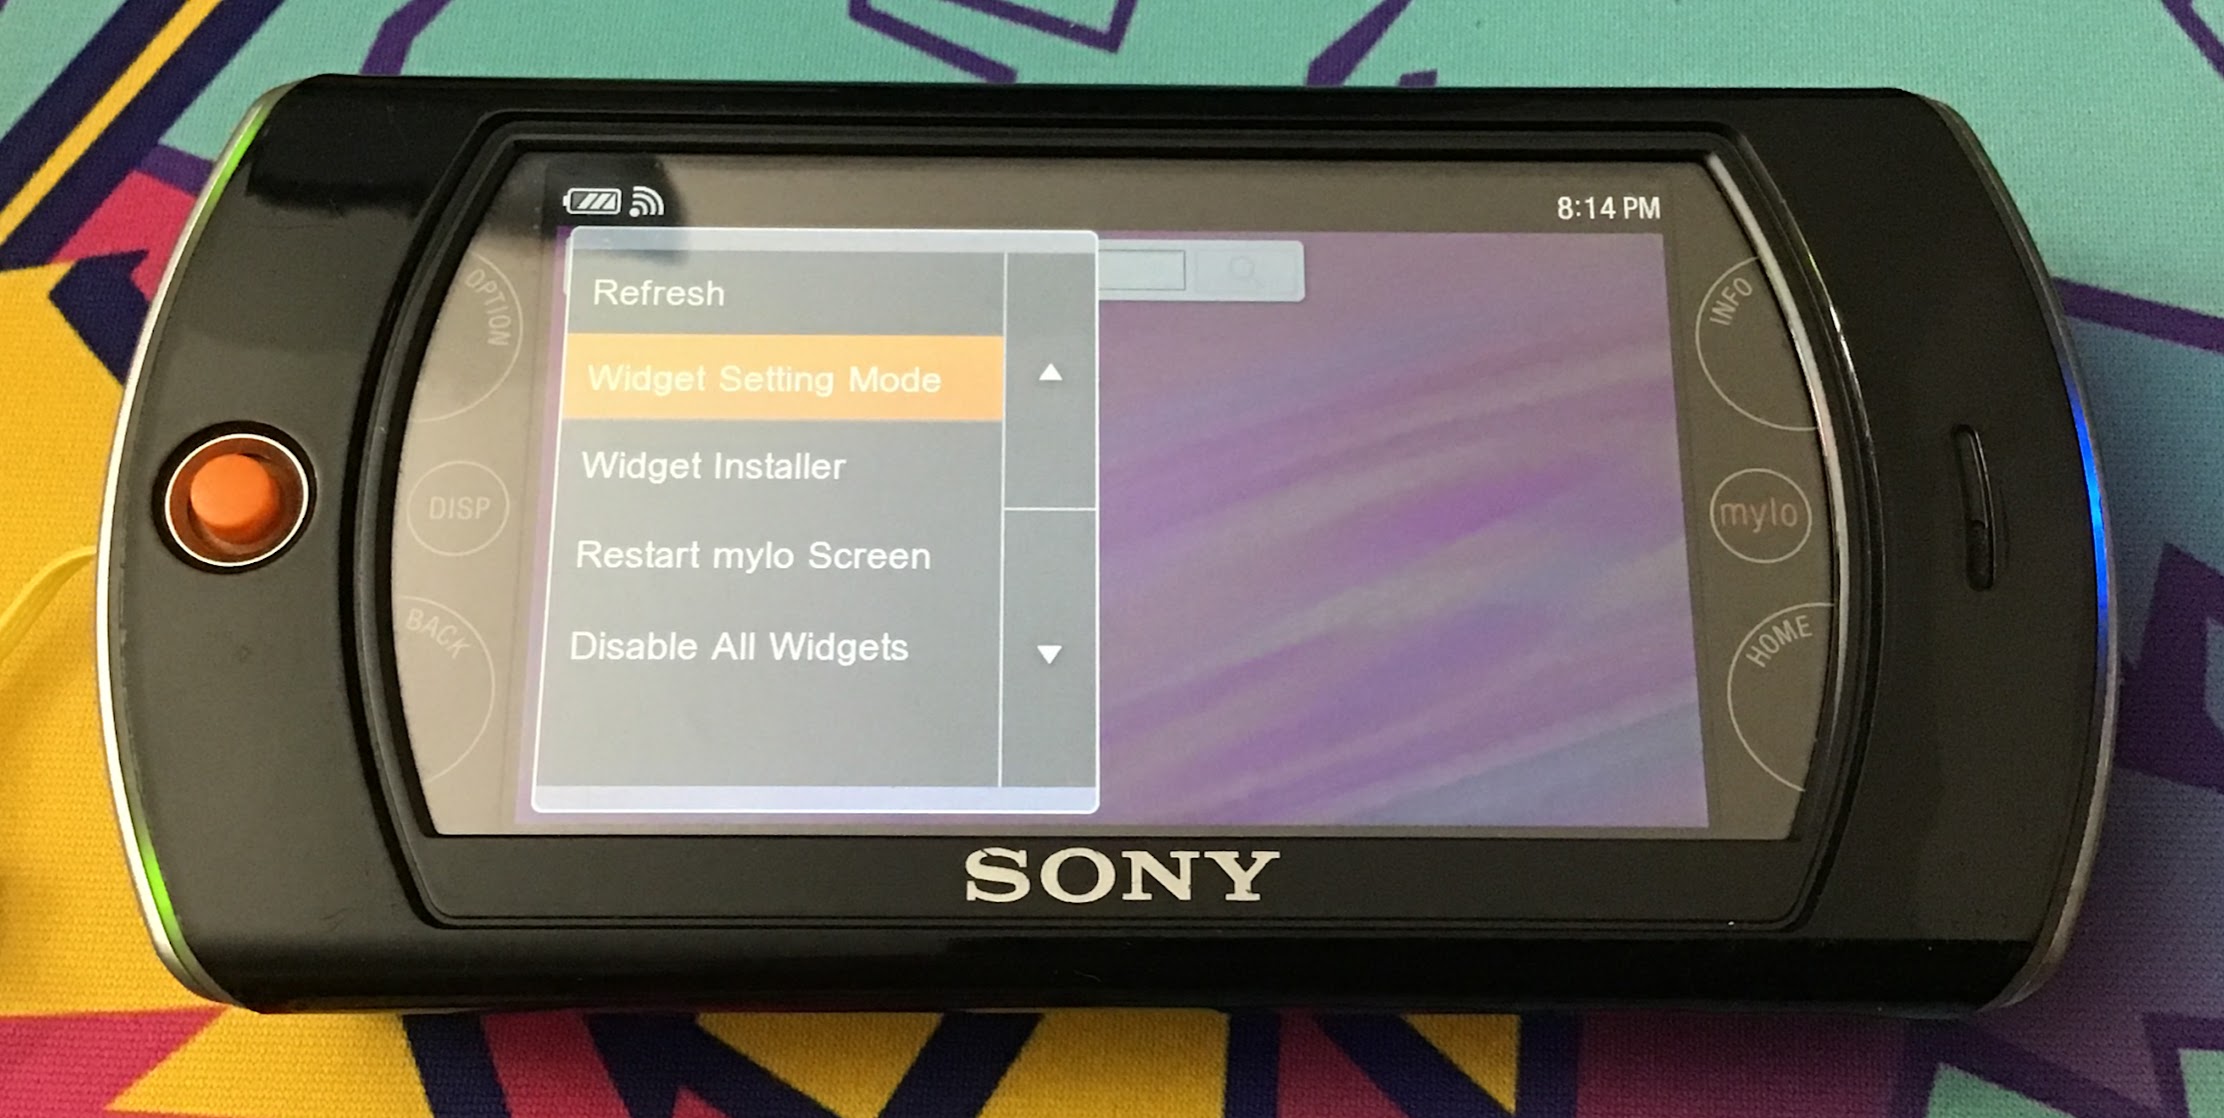 8:14 PM
OPTION
DISP
BACK
Refresh
Widget Setting Mode
Widget Installer
Restart mylo Screen
Disable All Widgets
INFO
mylo
HOME
SONY